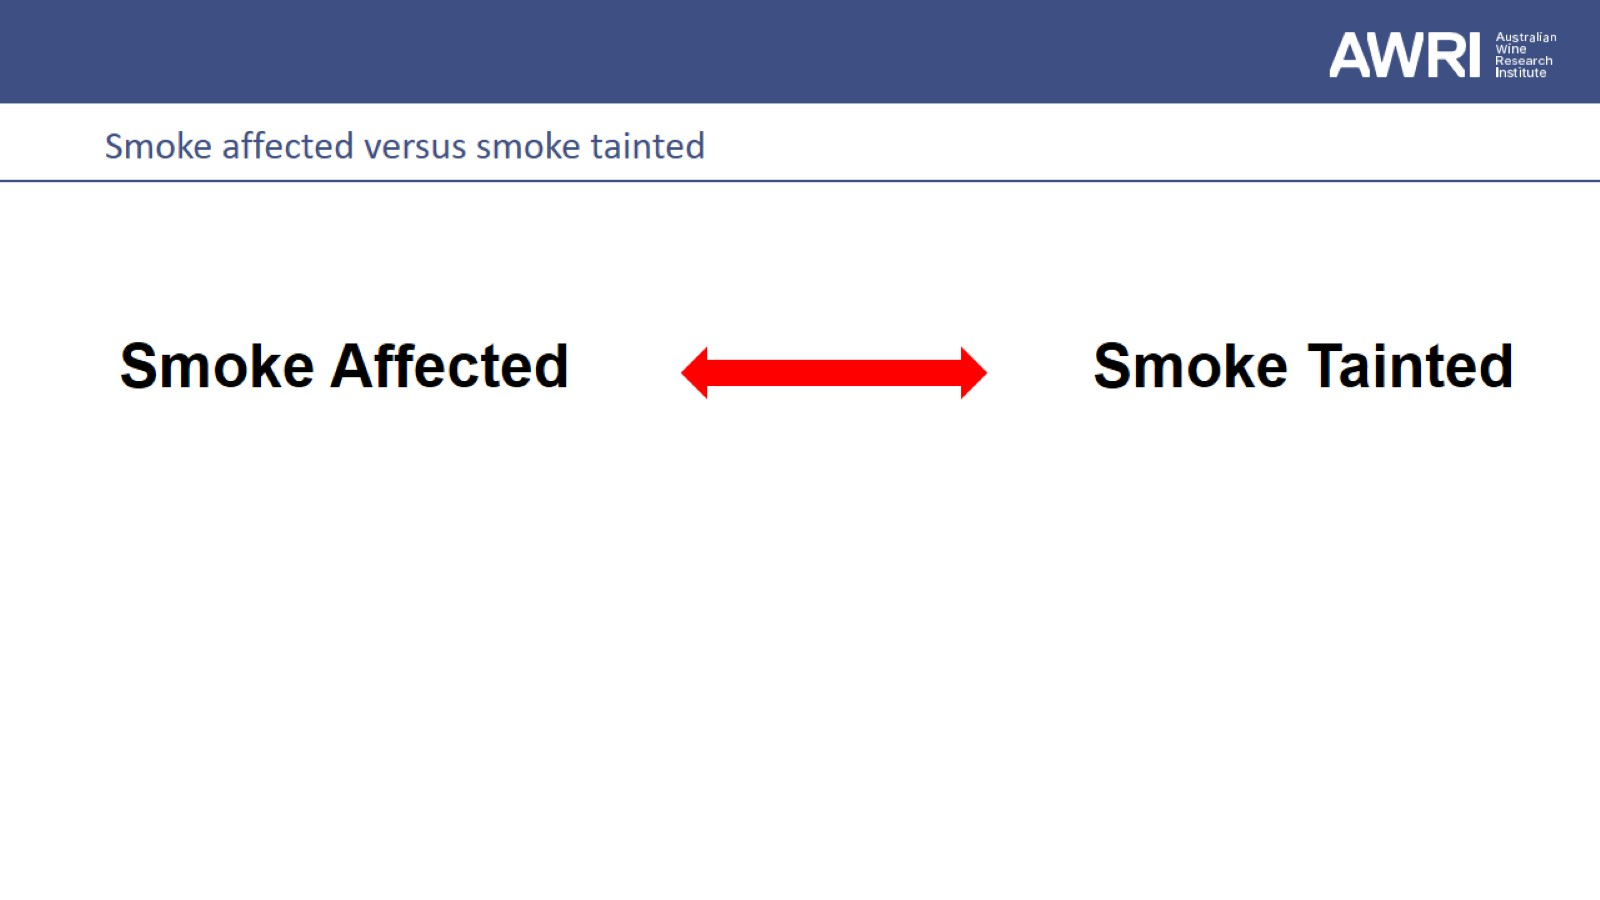 AWRI
Australian
Wine
Research
Institute
Smoke affected versus smoke tainted
Smoke Affected
Smoke Tainted